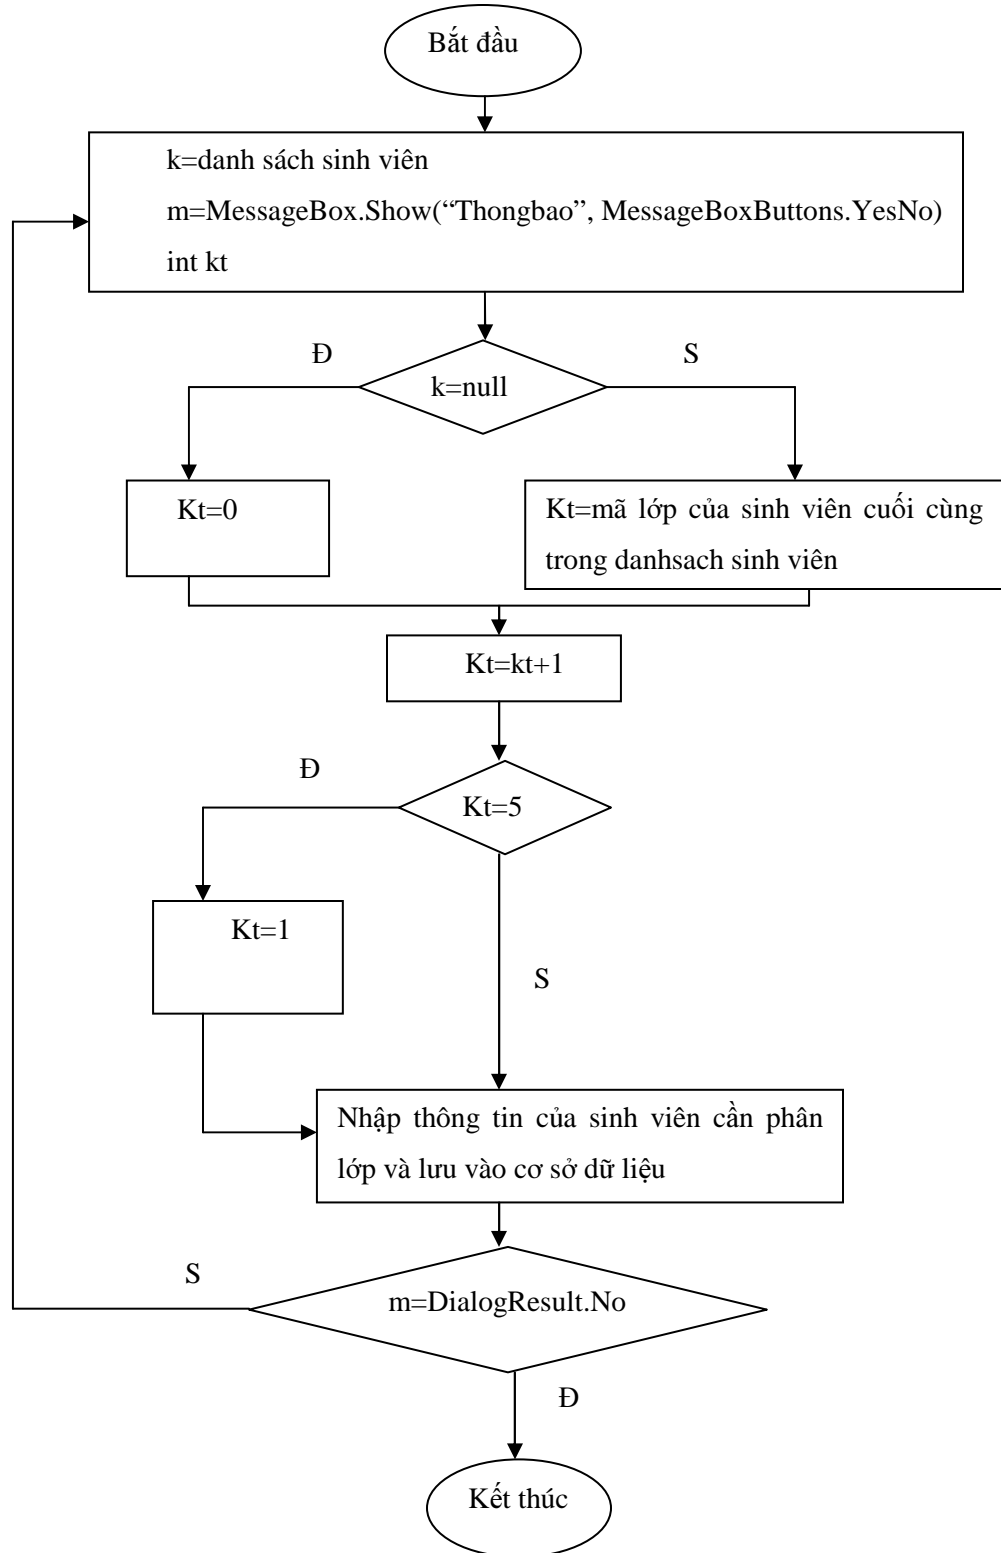 Bắt đầu
k=danh sách sinh viên
m=MessageBox.Show(“Thongbao”, MessageBoxButtons.YesNo)
int kt
Đ
S
k=null
Kt=0
Kt=mã lớp của sinh viên cuối cùng
trong danhsach sinh viên
Kt=kt+1
Đ
Kt=5
Kt=1
S
Nhập thông tin của sinh viên cần phân
lớp và lưu vào cơ sở dữ liệu
S
m=DialogResult.No
Đ
Kết thúc